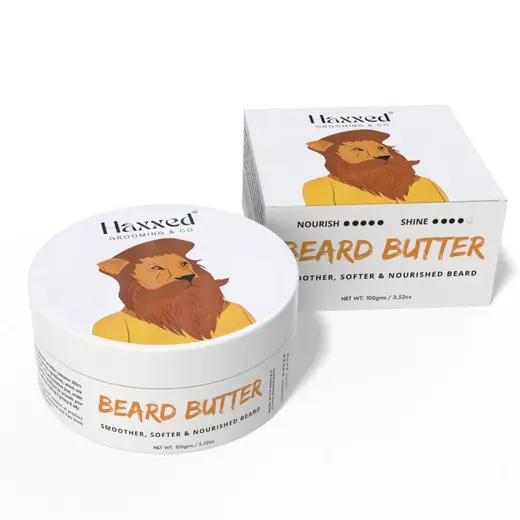 Haxxed
GROOMING & CO
NOURISH
SHINE
BEARD BUTTER
SMOOTHER, SOFTER & NOURISHED BEARD
NET WT. 100gms / 3.52oz
Haxxed
GROOMING & CO
BEARD BUTTER
SMOOTHER, SOFTER & NOURISHED BEARD
NET WT. 100gms / 3.52oz